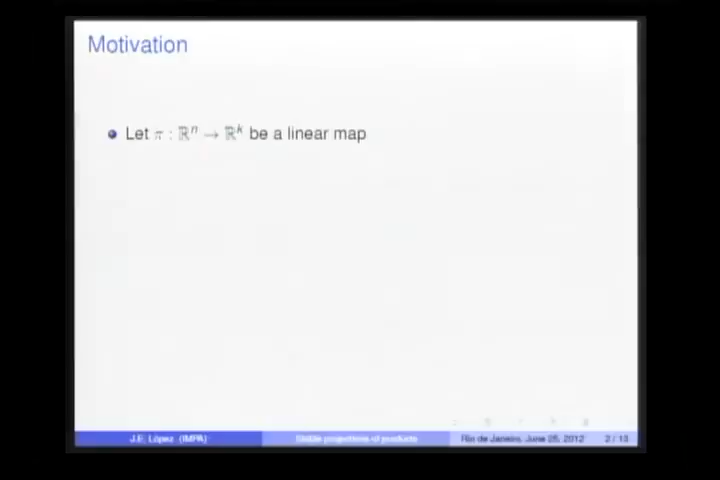 Motivation
Let π : ℝⁿ → ℝᵏ be a linear map
J.E. López (IMPA)
Stable projections of products
Rio de Janeiro, June 25, 2012
2 / 13